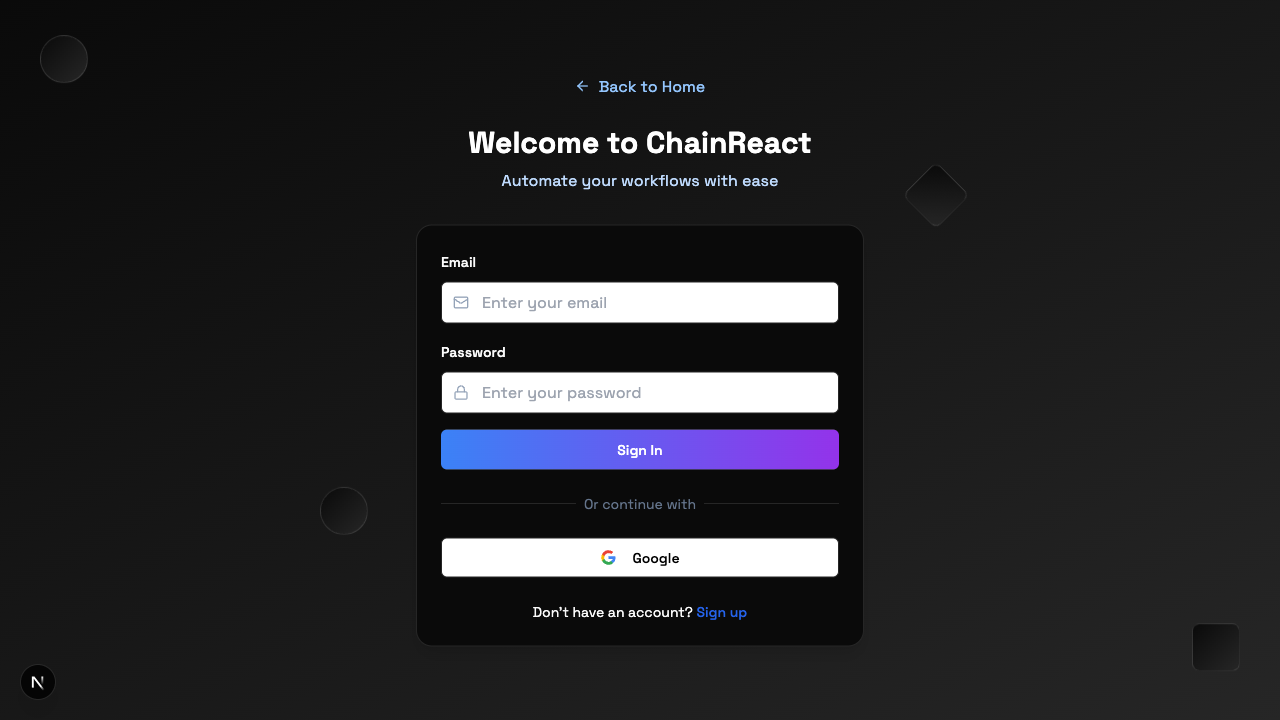 Back to Home
Welcome to ChainReact
Automate your workflows with ease
Email
Enter your email
Password
Enter your password
Sign In
Or continue with
Google
Don't have an account? Sign up
N